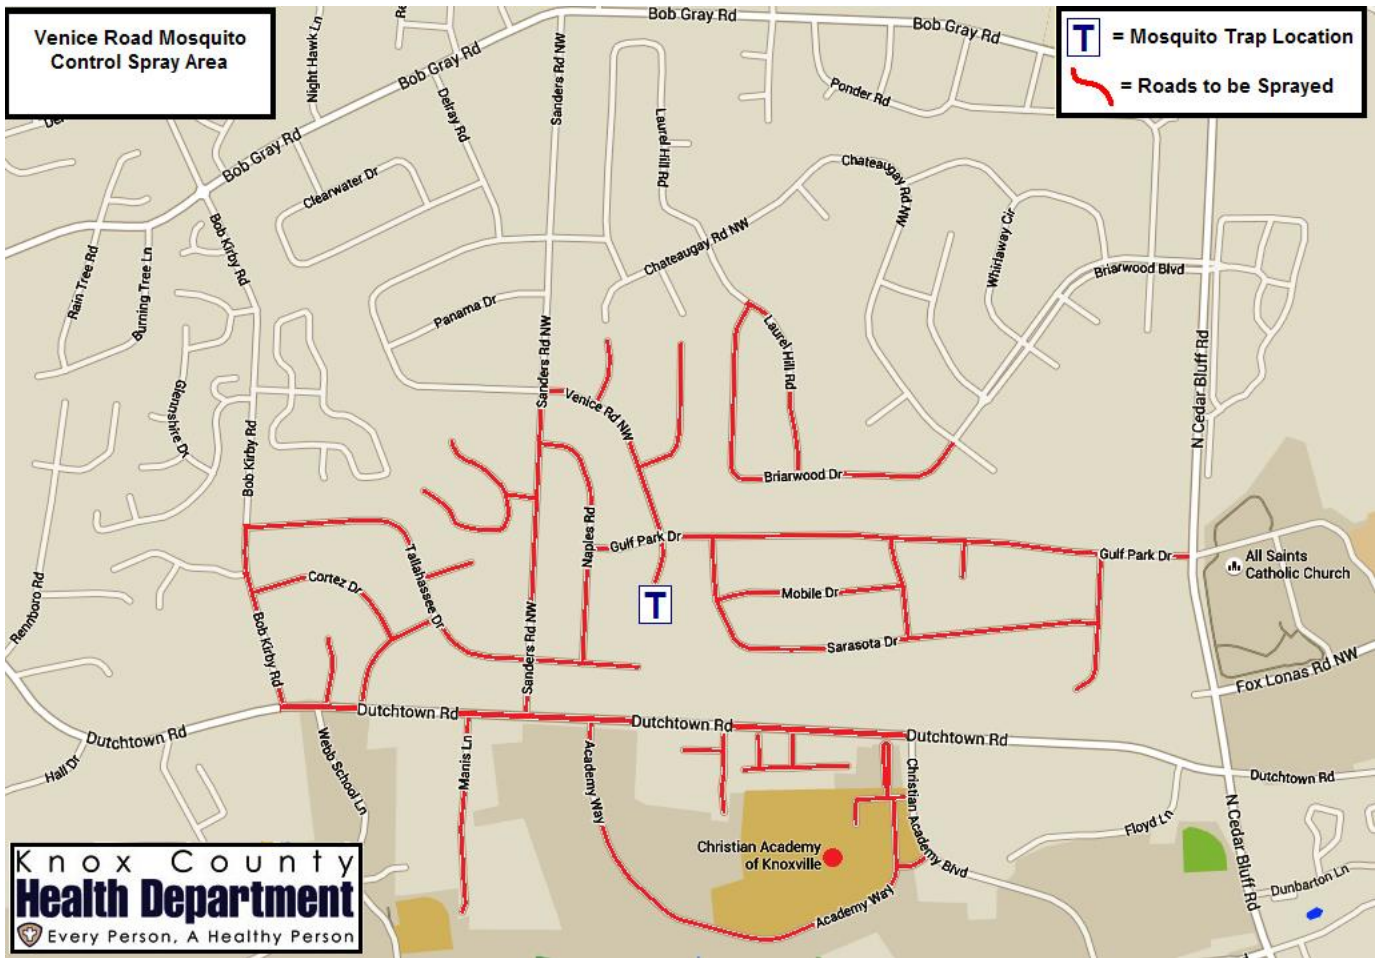 Venice Road Mosquito
Control Spray Area
T = Mosquito Trap Location
= Roads to be Sprayed
Bob Gray Rd
Bob Gray Rd
Bob Gray Rd
Bob Gray Rd
Night Hawk Ln
Re
Delray Rd
Sanders Rd NW
Laurel Hill Rd
Ponder Rd
Clearwater Dr
Chateaugay Rd NW
Chateaugay Rd NW
Whirlaway Cir
Briarwood Blvd
Bob Kirby Rd
Rain Tree Rd
Burning Tree Ln
Panama Dr
Sanders Rd NW
Laurel Hill Rd
N Cedar Bluff Rd
Glennshire Dr
Venice Rd NW
Bob Kirby Rd
Briarwood Dr
Naples Rd
Gulf Park Dr
Gulf Park Dr
All Saints
Catholic Church
Tallahassee Dr
Cortez Dr
Mobile Dr
T
Rennboro Rd
Bob Kirby Rd
Sanders Rd NW
Sarasota Dr
Fox Lonas Rd NW
Dutchtown Rd
Dutchtown Rd
Dutchtown Rd
Dutchtown Rd
Dutchtown Rd
Hall Dr
Webb School Ln
Manis Ln
Academy Way
Christian Academy Blvd
N Cedar Bluff Rd
Floyd Ln
Christian Academy
of Knoxville
Academy Way
Dunbarton Ln
Knox County
Health Department
Every Person, A Healthy Person